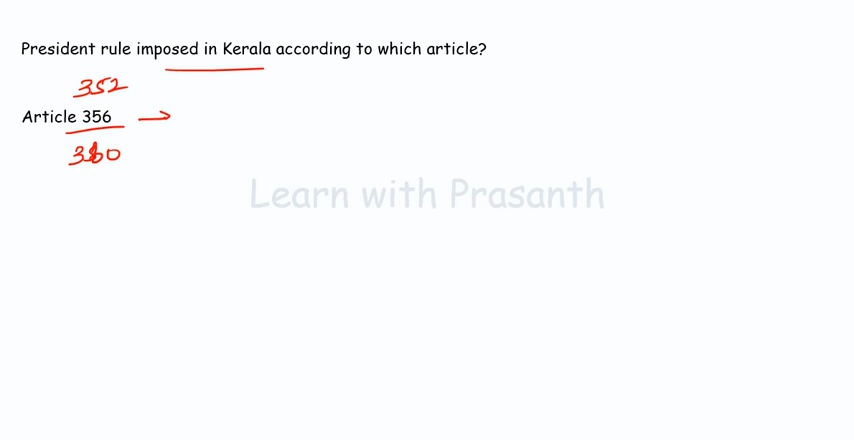 President rule imposed in Kerala according to which article?
352
Article 356
360
Learn with Prasanth